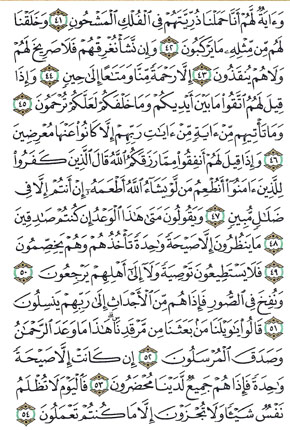 وَءَايَةٌ لَّهُمْ أَنَّا حَمَلْنَا ذُرِّيَّتَهُمْ فِى ٱلْفُلْكِ ٱلْمَشْحُونِ ٤١ وَخَلَقْنَا
لَهُم مِّن مِّثْلِهِۦ مَا يَرْكَبُونَ ٤٢ وَإِن نَّشَأْ نُغْرِقْهُمْ فَلَا صَرِيخَ لَهُمْ
وَلَا هُمْ يُنقَذُونَ ٤٣ إِلَّا رَحْمَةً مِّنَّا وَمَتَـٰعًا إِلَىٰ حِينٍ ٤٤ وَإِذَا
قِيلَ لَهُمُ ٱتَّقُوا۟ مَا بَيْنَ أَيْدِيكُمْ وَمَا خَلْفَكُمْ لَعَلَّكُمْ تُرْحَمُونَ ٤٥
وَمَا تَأْتِيهِم مِّنْ ءَايَةٍ مِّنْ ءَايَـٰتِ رَبِّهِمْ إِلَّا كَانُوا۟ عَنْهَا مُعْرِضِينَ
٤٦ وَإِذَا قِيلَ لَهُمْ أَنفِقُوا۟ مِمَّا رَزَقَكُمُ ٱللَّهُ قَالَ ٱلَّذِينَ كَفَرُوا۟
لِلَّذِينَ ءَامَنُوٓا۟ أَنُطْعِمُ مَن لَّوْ يَشَآءُ ٱللَّهُ أَطْعَمَهُۥٓ إِنْ أَنتُمْ إِلَّا فِى
ضَلَـٰلٍ مُّبِينٍ ٤٧ وَيَقُولُونَ مَتَىٰ هَـٰذَا ٱلْوَعْدُ إِن كُنتُمْ صَـٰدِقِينَ
٤٨ مَا يَنظُرُونَ إِلَّا صَيْحَةً وَٰحِدَةً تَأْخُذُهُمْ وَهُمْ يَخِصِّمُونَ
٤٩ فَلَا يَسْتَطِيعُونَ تَوْصِيَةً وَلَآ إِلَىٰٓ أَهْلِهِمْ يَرْجِعُونَ ٥٠
وَنُفِخَ فِى ٱلصُّورِ فَإِذَا هُم مِّنَ ٱلْأَجْدَاثِ إِلَىٰ رَبِّهِمْ يَنسِلُونَ
٥١ قَالُوا۟ يَـٰوَيْلَنَا مَنۢ بَعَثَنَا مِن مَّرْقَدِنَا ۜ ۗ هَـٰذَا مَا وَعَدَ ٱلرَّحْمَـٰنُ
وَصَدَقَ ٱلْمُرْسَلُونَ ٥٢ إِن كَانَتْ إِلَّا صَيْحَةً
وَٰحِدَةً فَإِذَا هُمْ جَمِيعٌ لَّدَيْنَا مُحْضَرُونَ ٥٣ فَٱلْيَوْمَ لَا تُظْلَمُ
نَفْسٌ شَيْـًٔا وَلَا تُجْزَوْنَ إِلَّا مَا كُنتُمْ تَعْمَلُونَ ٥٤